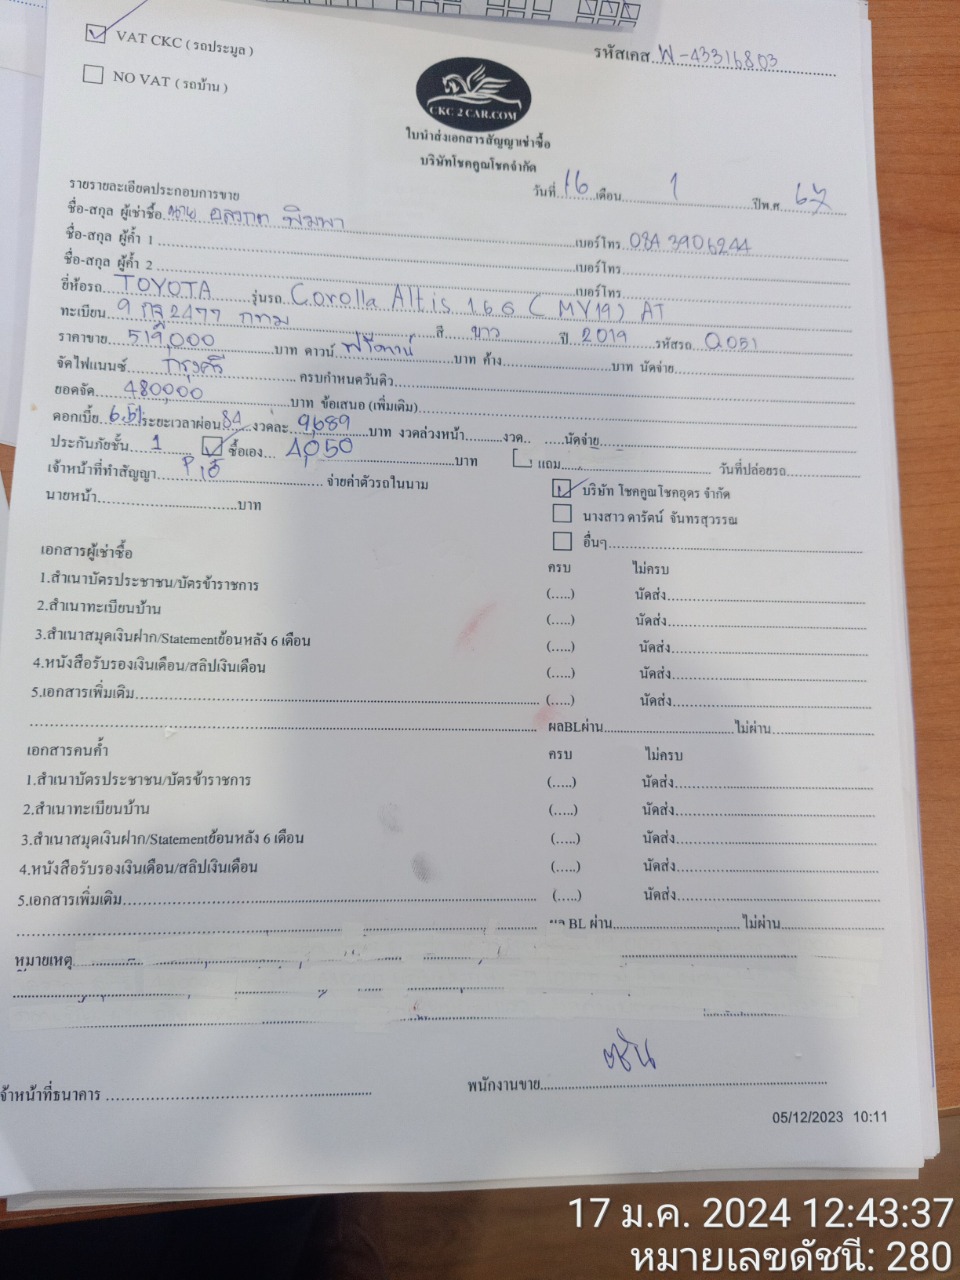 VAT CKC ( รถประมูล )
รหัสเคส W-43316803
NO VAT ( รถบ้าน )
CKC 2 CAR.COM
ใบนำส่งเอกสารสัญญาเช่าซื้อ
บริษัทโชคคูณโชคจำกัด
วันที่ 16 เดือน 1 ปีพ.ศ 67
รายรายละเอียดประกอบการขาย
ชื่อ-สกุล ผู้เช่าซื้อ นาย พิมพา เบอร์โทร 084 3906244
ชื่อ-สกุล ผู้ค้ำ 1 เบอร์โทร
ชื่อ-สกุล ผู้ค้ำ 2 เบอร์โทร
ยี่ห้อรถ TOYOTA รุ่นรถ Corolla Altis 1.6 G ( MY19 ) AT
ทะเบียน 9 กฐ 2477 กทม สี ขาว ปี 2019 รหัสรถ Q051
ราคาขาย 519,000 บาท ดาวน์ ฟรีดาวน์ บาท ค้าง บาท นัดจ่าย
จัดไฟแนนซ์ กรุงศรี ครบกำหนดวันคิว
ยอดจัด 480,000 บาท ข้อเสนอ (เพิ่มเติม)
ดอกเบี้ย ระยะเวลาผ่อน 84 งวดละ 9,689 บาท งวดล่วงหน้า งวด นัดจ่าย
ประกันภัยชั้น 1 ซื้อเอง 4,050 บาท แถม วันที่ปล่อยรถ
เจ้าหน้าที่ทำสัญญา จ่ายค่าตัวรถในนาม บริษัท โชคคูณโชคอุดร จำกัด
นายหน้า บาท นางสาว ดารัตน์ จันทรสุวรรณ
อื่นๆ
เอกสารผู้เช่าซื้อ ครบ ไม่ครบ
1.สำเนาบัตรประชาชน/บัตรข้าราชการ (.....) นัดส่ง
2.สำเนาทะเบียนบ้าน (.....) นัดส่ง
3.สำเนาสมุดเงินฝาก/Statementย้อนหลัง 6 เดือน (.....) นัดส่ง
4.หนังสือรับรองเงินเดือน/สลิปเงินเดือน (.....) นัดส่ง
5.เอกสารเพิ่มเติม (.....) นัดส่ง
ผลBLผ่าน ไม่ผ่าน
เอกสารคนค้ำ ครบ ไม่ครบ
1.สำเนาบัตรประชาชน/บัตรข้าราชการ (.....) นัดส่ง
2.สำเนาทะเบียนบ้าน (.....) นัดส่ง
3.สำเนาสมุดเงินฝาก/Statementย้อนหลัง 6 เดือน (.....) นัดส่ง
4.หนังสือรับรองเงินเดือน/สลิปเงินเดือน (.....) นัดส่ง
5.เอกสารเพิ่มเติม (.....) นัดส่ง
BL ผ่าน ไม่ผ่าน
หมายเหตุ
จ้าหน้าที่ธนาคาร พนักงานขาย
05/12/2023 10:11
17 ม.ค. 2024 12:43:37
หมายเลขดัชนี: 280